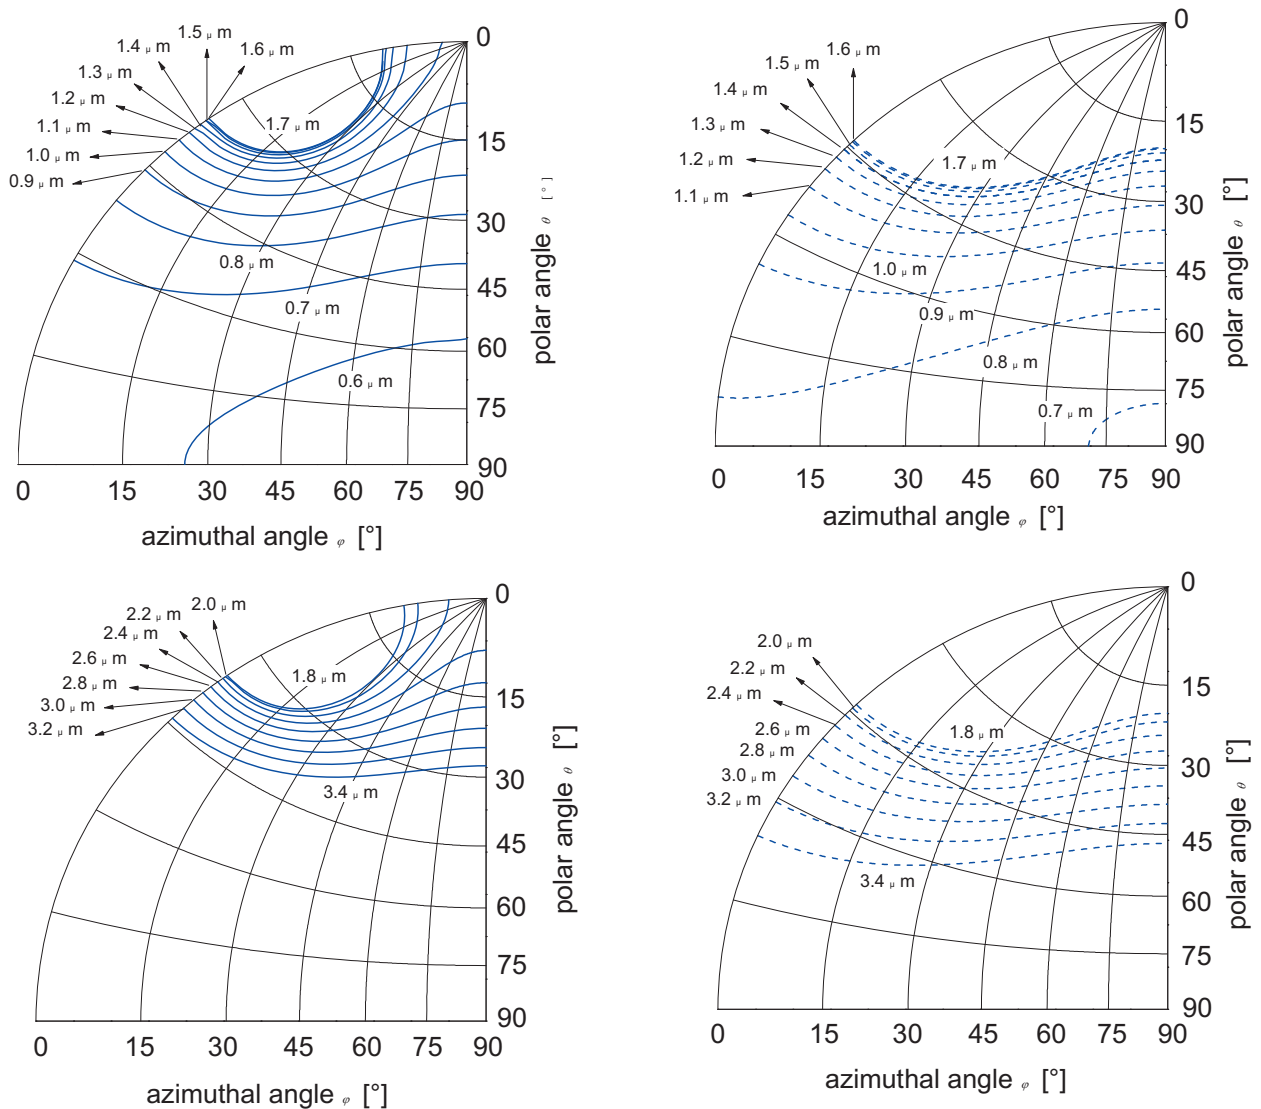 1.5 μ m
1.4 μ m
1.6 μ m
1.3 μ m
1.2 μ m
1.1 μ m
1.0 μ m
0.9 μ m
1.7 μ m
0.8 μ m
0.7 μ m
0.6 μ m
0
15
30
45
60
75
90
polar angle θ [°]
0 15 30 45 60 75 90
azimuthal angle φ [°]
1.6 μ m
1.5 μ m
1.4 μ m
1.3 μ m
1.2 μ m
1.1 μ m
1.7 μ m
1.0 μ m
0.9 μ m
0.8 μ m
0.7 μ m
0
15
30
45
60
75
90
polar angle θ [°]
0 15 30 45 60 75 90
azimuthal angle φ [°]
2.0 μ m
2.2 μ m
2.4 μ m
2.6 μ m
2.8 μ m
3.0 μ m
3.2 μ m
1.8 μ m
3.4 μ m
0
15
30
45
60
75
90
polar angle θ [°]
0 15 30 45 60 75 90
azimuthal angle φ [°]
2.0 μ m
2.2 μ m
2.4 μ m
2.6 μ m
2.8 μ m
3.0 μ m
3.2 μ m
1.8 μ m
3.4 μ m
0
15
30
45
60
75
90
polar angle θ [°]
0 15 30 45 60 75 90
azimuthal angle φ [°]